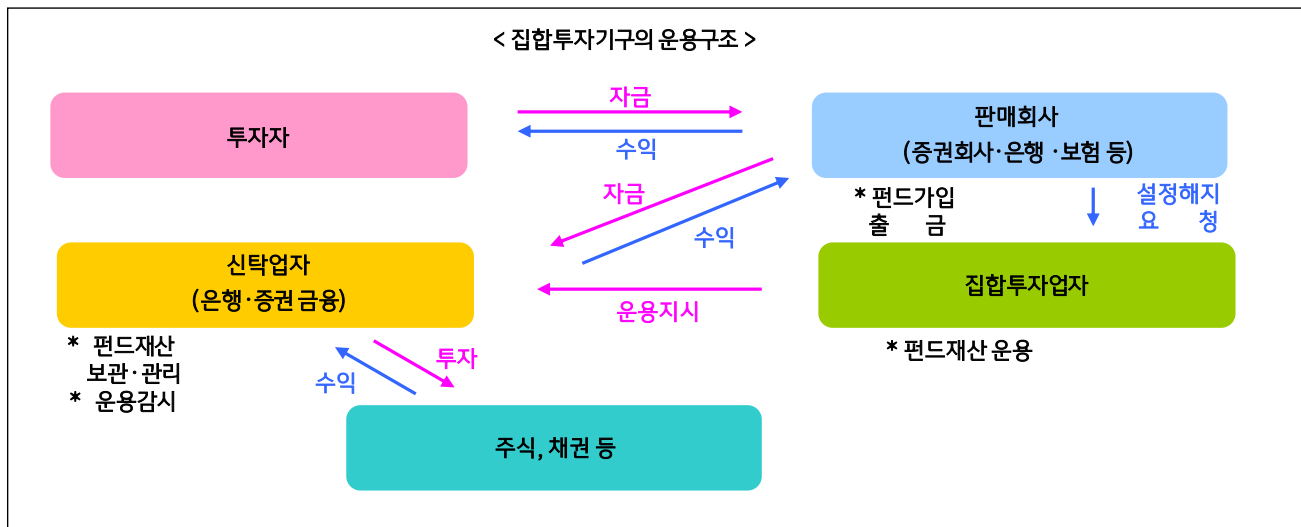 < 집합투자기구의 운용구조 >
투자자
자금
수익
판매회사
(증권회사·은행 ·보험 등)
자금
수익
* 펀드가입
출 금
설정해지
요 청
신탁업자
(은행·증권 금융)
운용지시
집합투자업자
* 펀드재산
보관·관리
* 운용감시
* 펀드재산 운용
투자
수익
주식, 채권 등